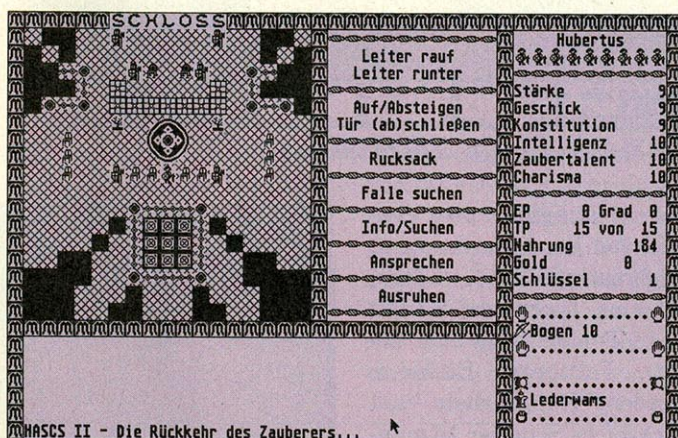 SCHLOSS
Leiter rauf
Leiter runter
Auf/Absteigen
Tür (ab)schließen
Rucksack
Falle suchen
Info/Suchen
Ansprechen
Ausruhen
Hubertus
Stärke 9
Geschick 9
Konstitution 9
Intelligenz 10
Zaubertalent 10
Charisma 10
EP 0 Grad 0
TP 15 von 15
Nahrung 184
Gold 0
Schlüssel 1
Bogen 10
Lederwams
HASCS II - Die Rückkehr des Zauberers...